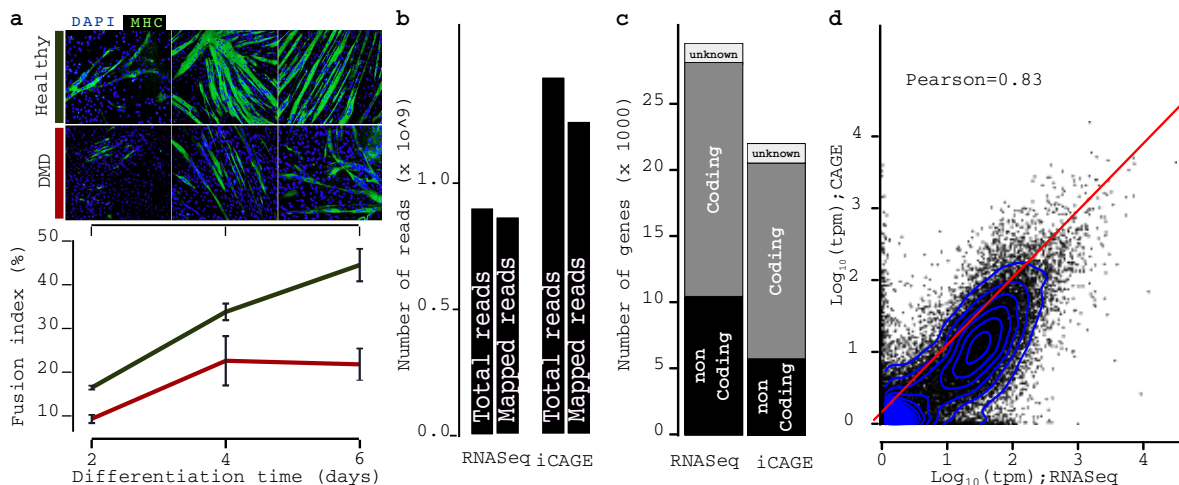 a
DAPI MHC
Healthy
DMD
Fusion index (%)
50
40
30
20
10
2 4 6
Differentiation time (days)
b
Number of reads (x 10^9)
1.0
0.5
0.0
Total reads
Mapped reads
Total reads
Mapped reads
RNASeq iCAGE
c
Number of genes (x 1000)
25
20
15
10
5
0
unknown
Coding
non Coding
unknown
Coding
non Coding
RNASeq iCAGE
d
Pearson=0.83
Log₁₀(tpm);CAGE
4
3
2
1
0
0 1 2 3 4
Log₁₀(tpm);RNASeq